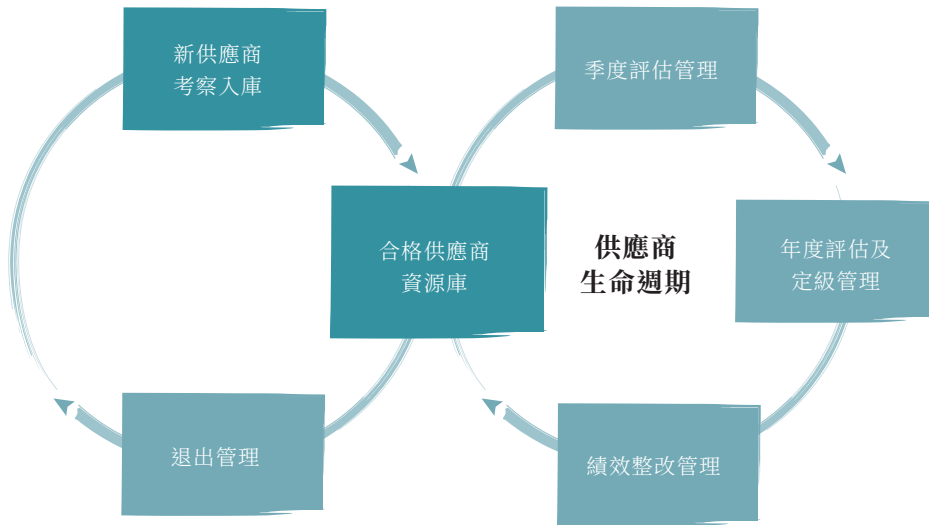 新供應商
考察入庫
季度評估管理
合格供應商
資源庫
供應商
生命週期
年度評估及
定級管理
退出管理
績效整改管理